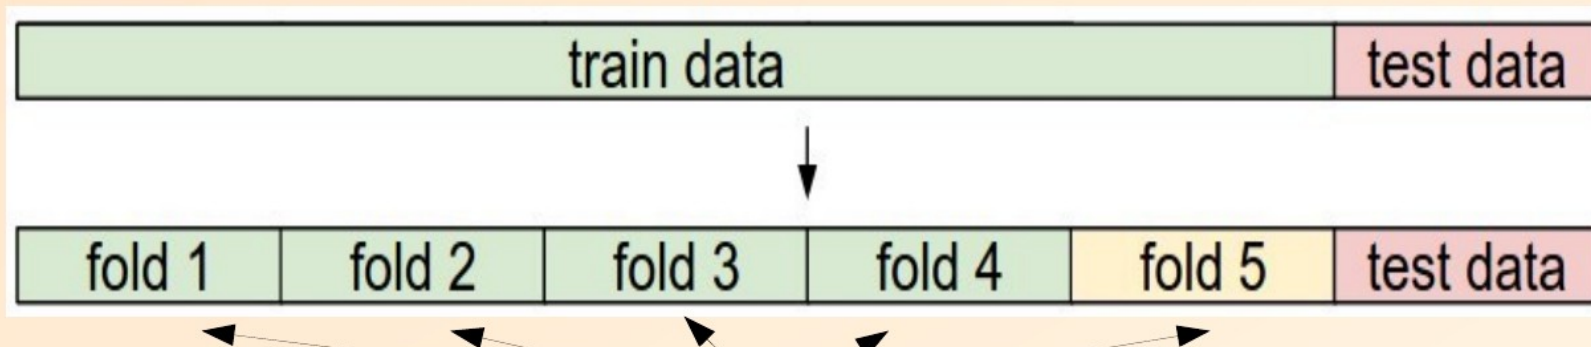 train data test data
fold 1 fold 2 fold 3 fold 4 fold 5 test data